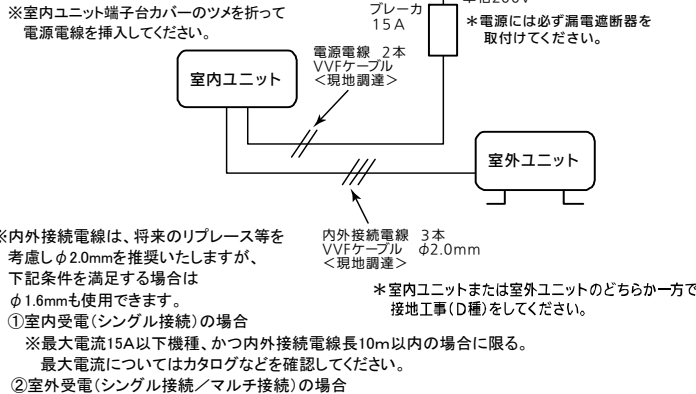 ※室内ユニット端子台カバーのツメを折って
電源電線を挿入してください。
ブレーカ
15A
単相200V
＊電源には必ず漏電遮断器を
取付けてください。
電源電線 2本
VVFケーブル
＜現地調達＞
室内ユニット
室外ユニット
※内外接続電線は、将来のリプレース等を
考慮しφ2.0mmを推奨いたしますが、
下記条件を満足する場合は
φ1.6mmも使用できます。
内外接続電線 3本
VVFケーブル φ2.0mm
＜現地調達＞
＊室内ユニットまたは室外ユニットのどちらか一方で
接地工事(D種)をしてください。
①室内受電(シングル接続)の場合
※最大電流15A以下機種、かつ内外接続電線長10m以内の場合に限る。
最大電流についてはカタログなどを確認してください。
②室外受電(シングル接続／マルチ接続)の場合